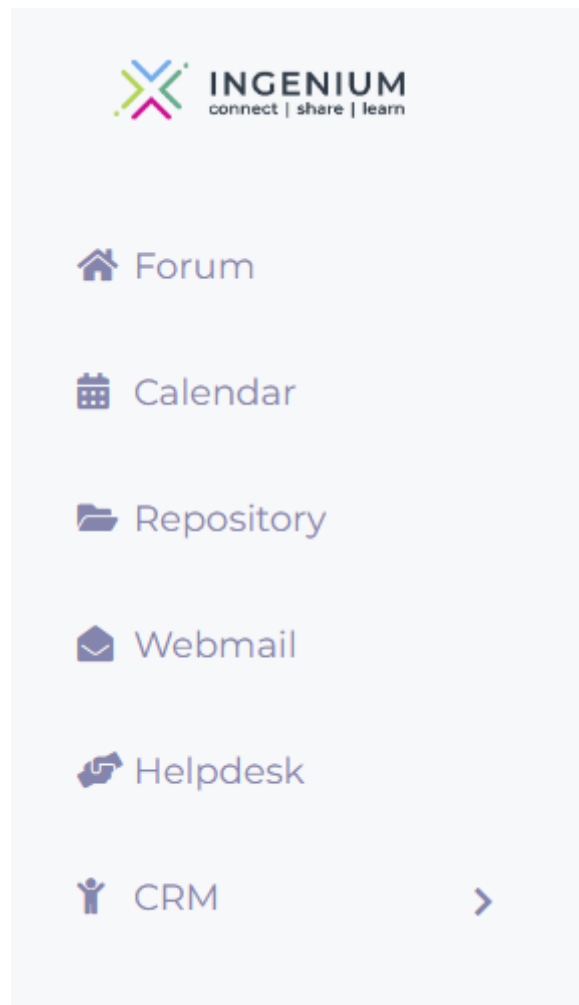 INGENIUM
connect | share | learn
Forum
Calendar
Repository
Webmail
Helpdesk
CRM